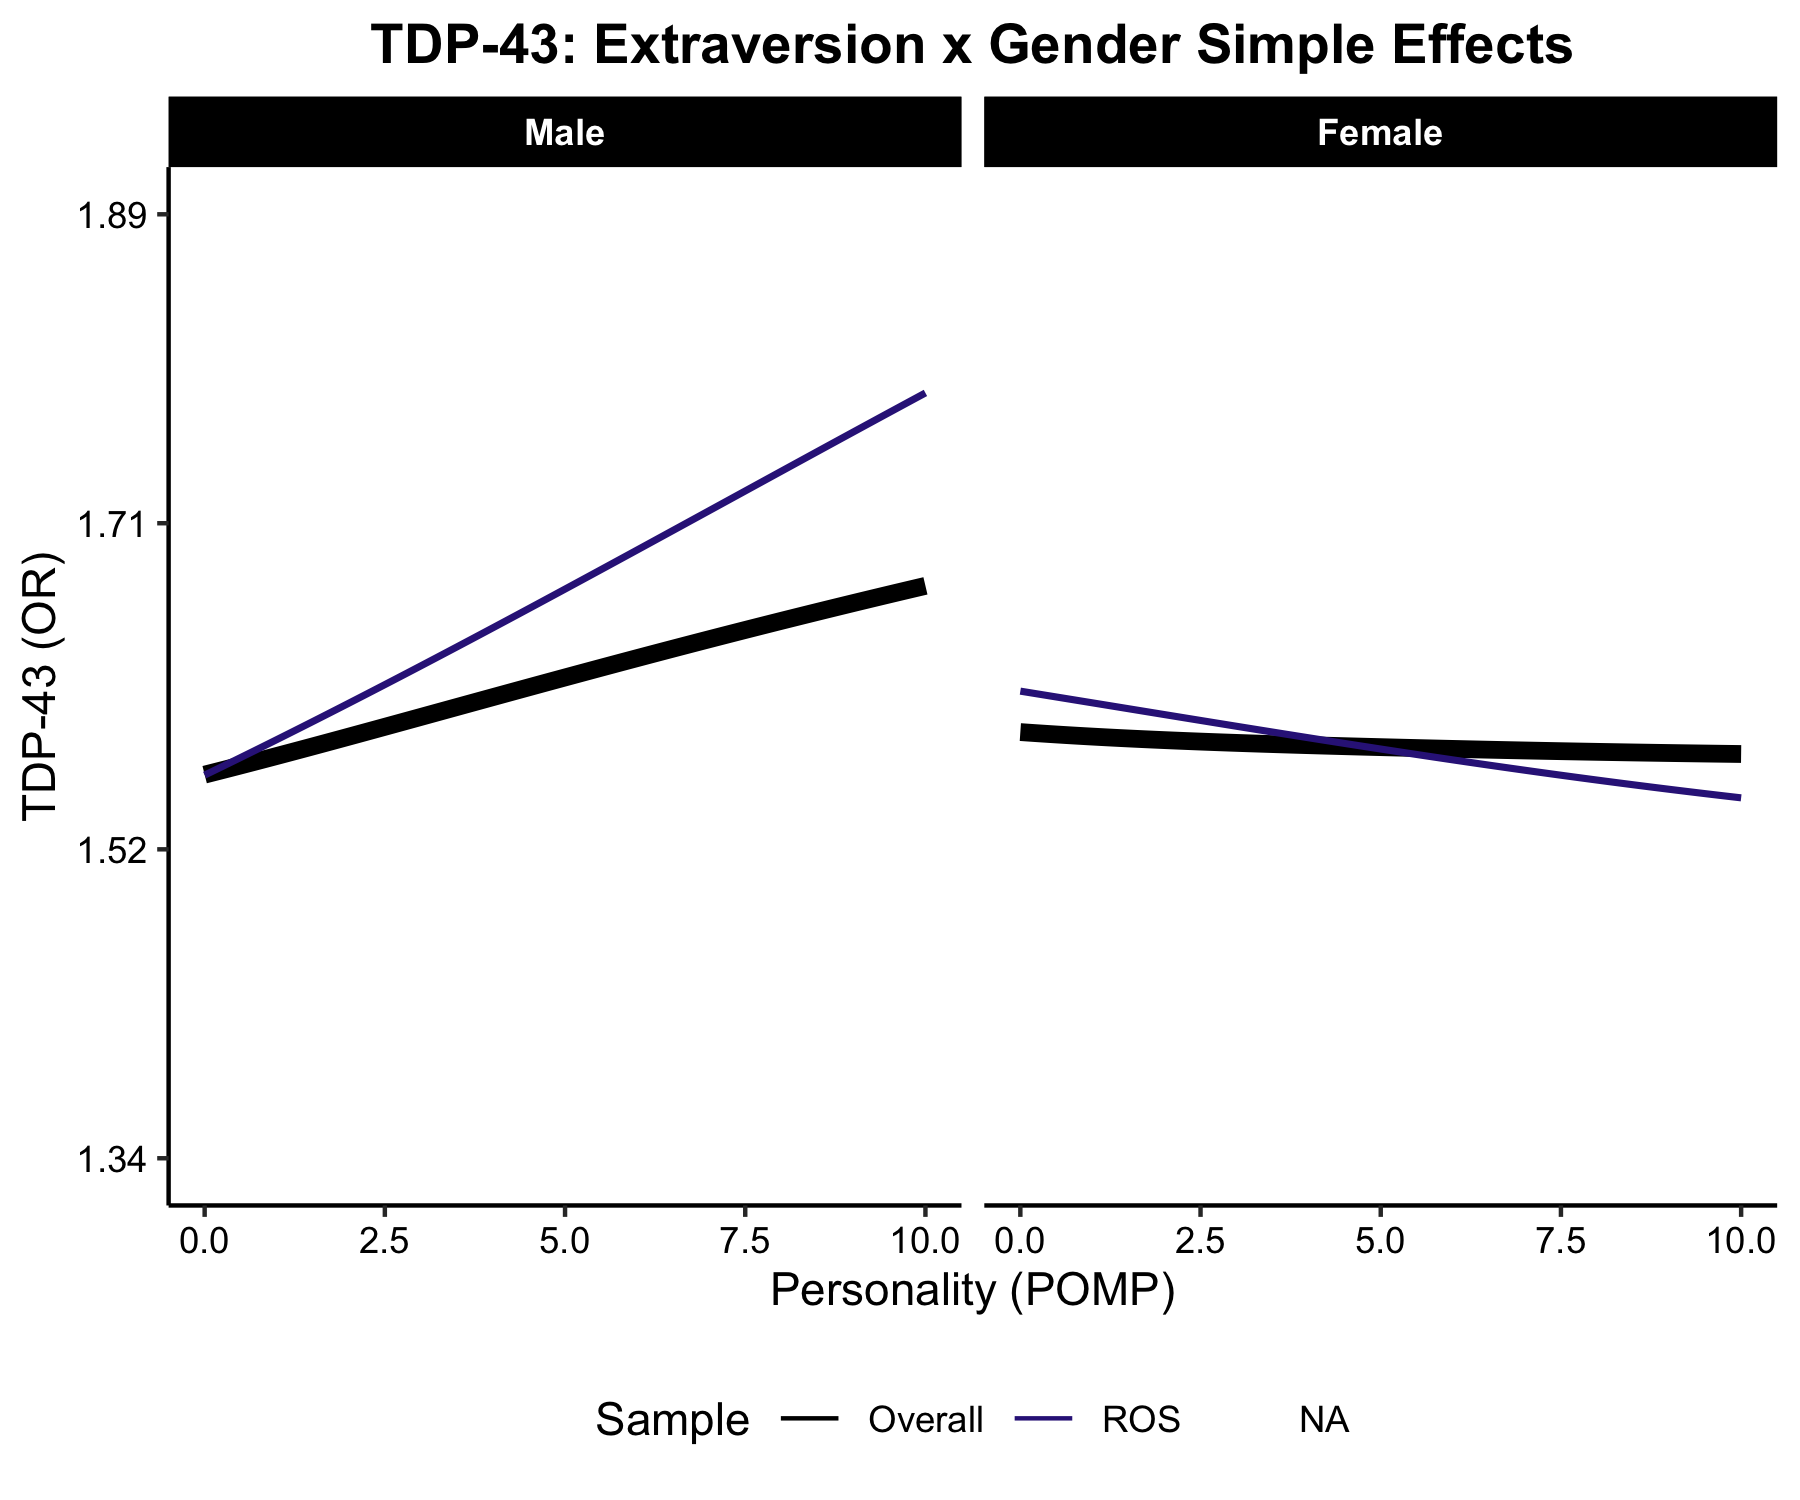 TDP-43: Extraversion x Gender Simple Effects
Male
Female
1.89
1.71
1.52
1.34
TDP-43 (OR)
0.0 2.5 5.0 7.5 10.0
0.0 2.5 5.0 7.5 10.0
Personality (POMP)
Sample Overall ROS NA